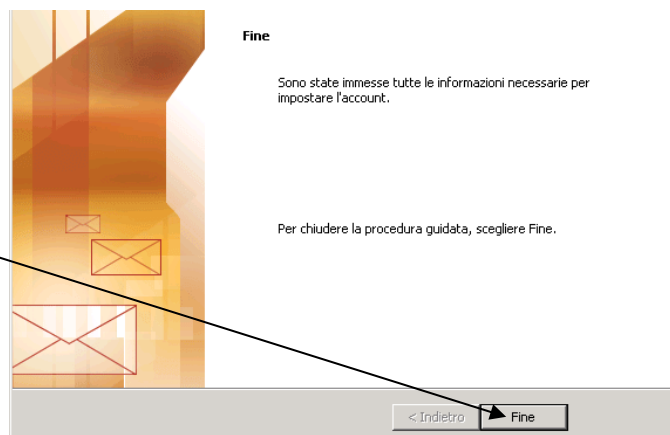 Fine
Sono state immesse tutte le informazioni necessarie per
impostare l'account.
Per chiudere la procedura guidata, scegliere Fine.
< Indietro
Fine